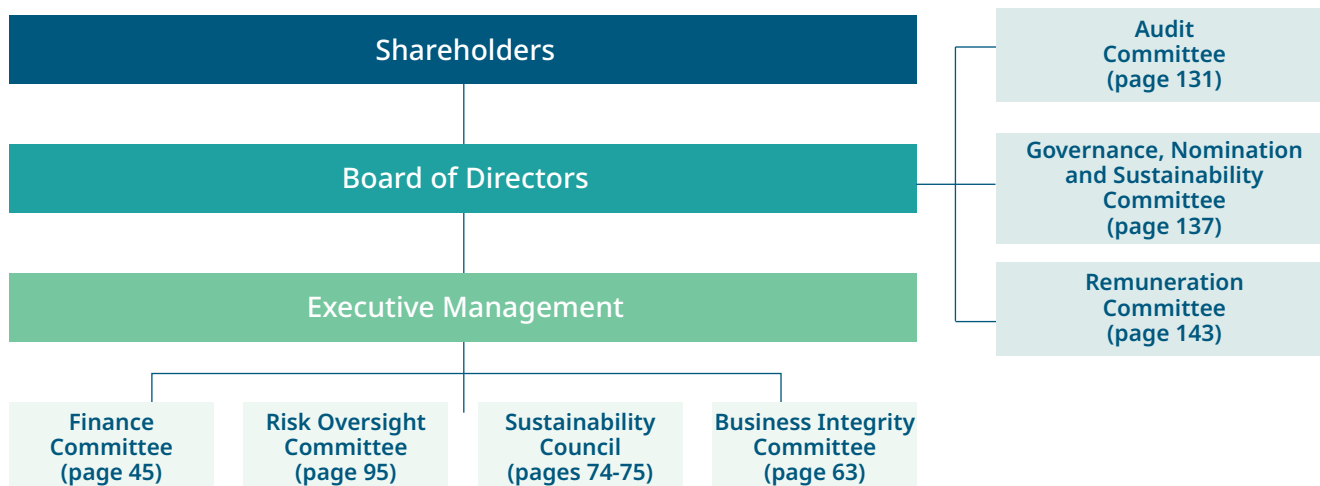 Shareholders
Board of Directors
Executive Management
Audit
Committee
(page 131)
Governance, Nomination
and Sustainability
Committee
(page 137)
Remuneration
Committee
(page 143)
Finance
Committee
(page 45)
Risk Oversight
Committee
(page 95)
Sustainability
Council
(pages 74-75)
Business Integrity
Committee
(page 63)